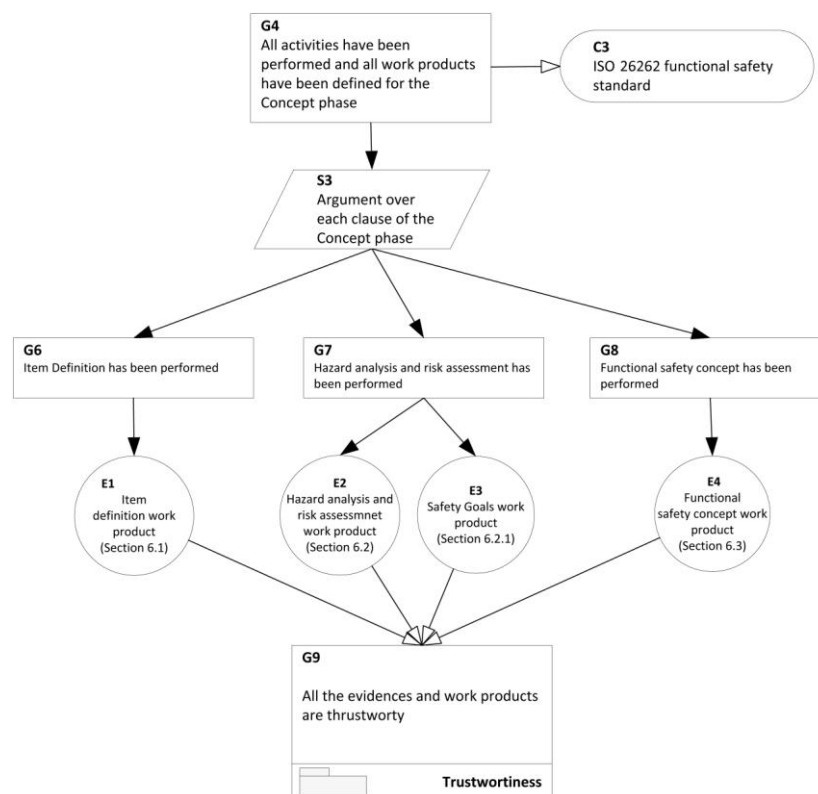 G4
All activities have been
performed and all work products
have been defined for the
Concept phase
C3
ISO 26262 functional safety
standard
S3
Argument over
each clause of the
Concept phase
G6
Item Definition has been performed
G7
Hazard analysis and risk assessment has
been performed
G8
Functional safety concept has been
performed
E1
Item
definition work
product
(Section 6.1)
E2
Hazard analysis and
risk assessmnet
work product
(Section 6.2)
E3
Safety Goals work
product
(Section 6.2.1)
E4
Functional
safety concept work
product
(Section 6.3)
G9
All the evidences and work products
are thrustworty
Trustwortiness